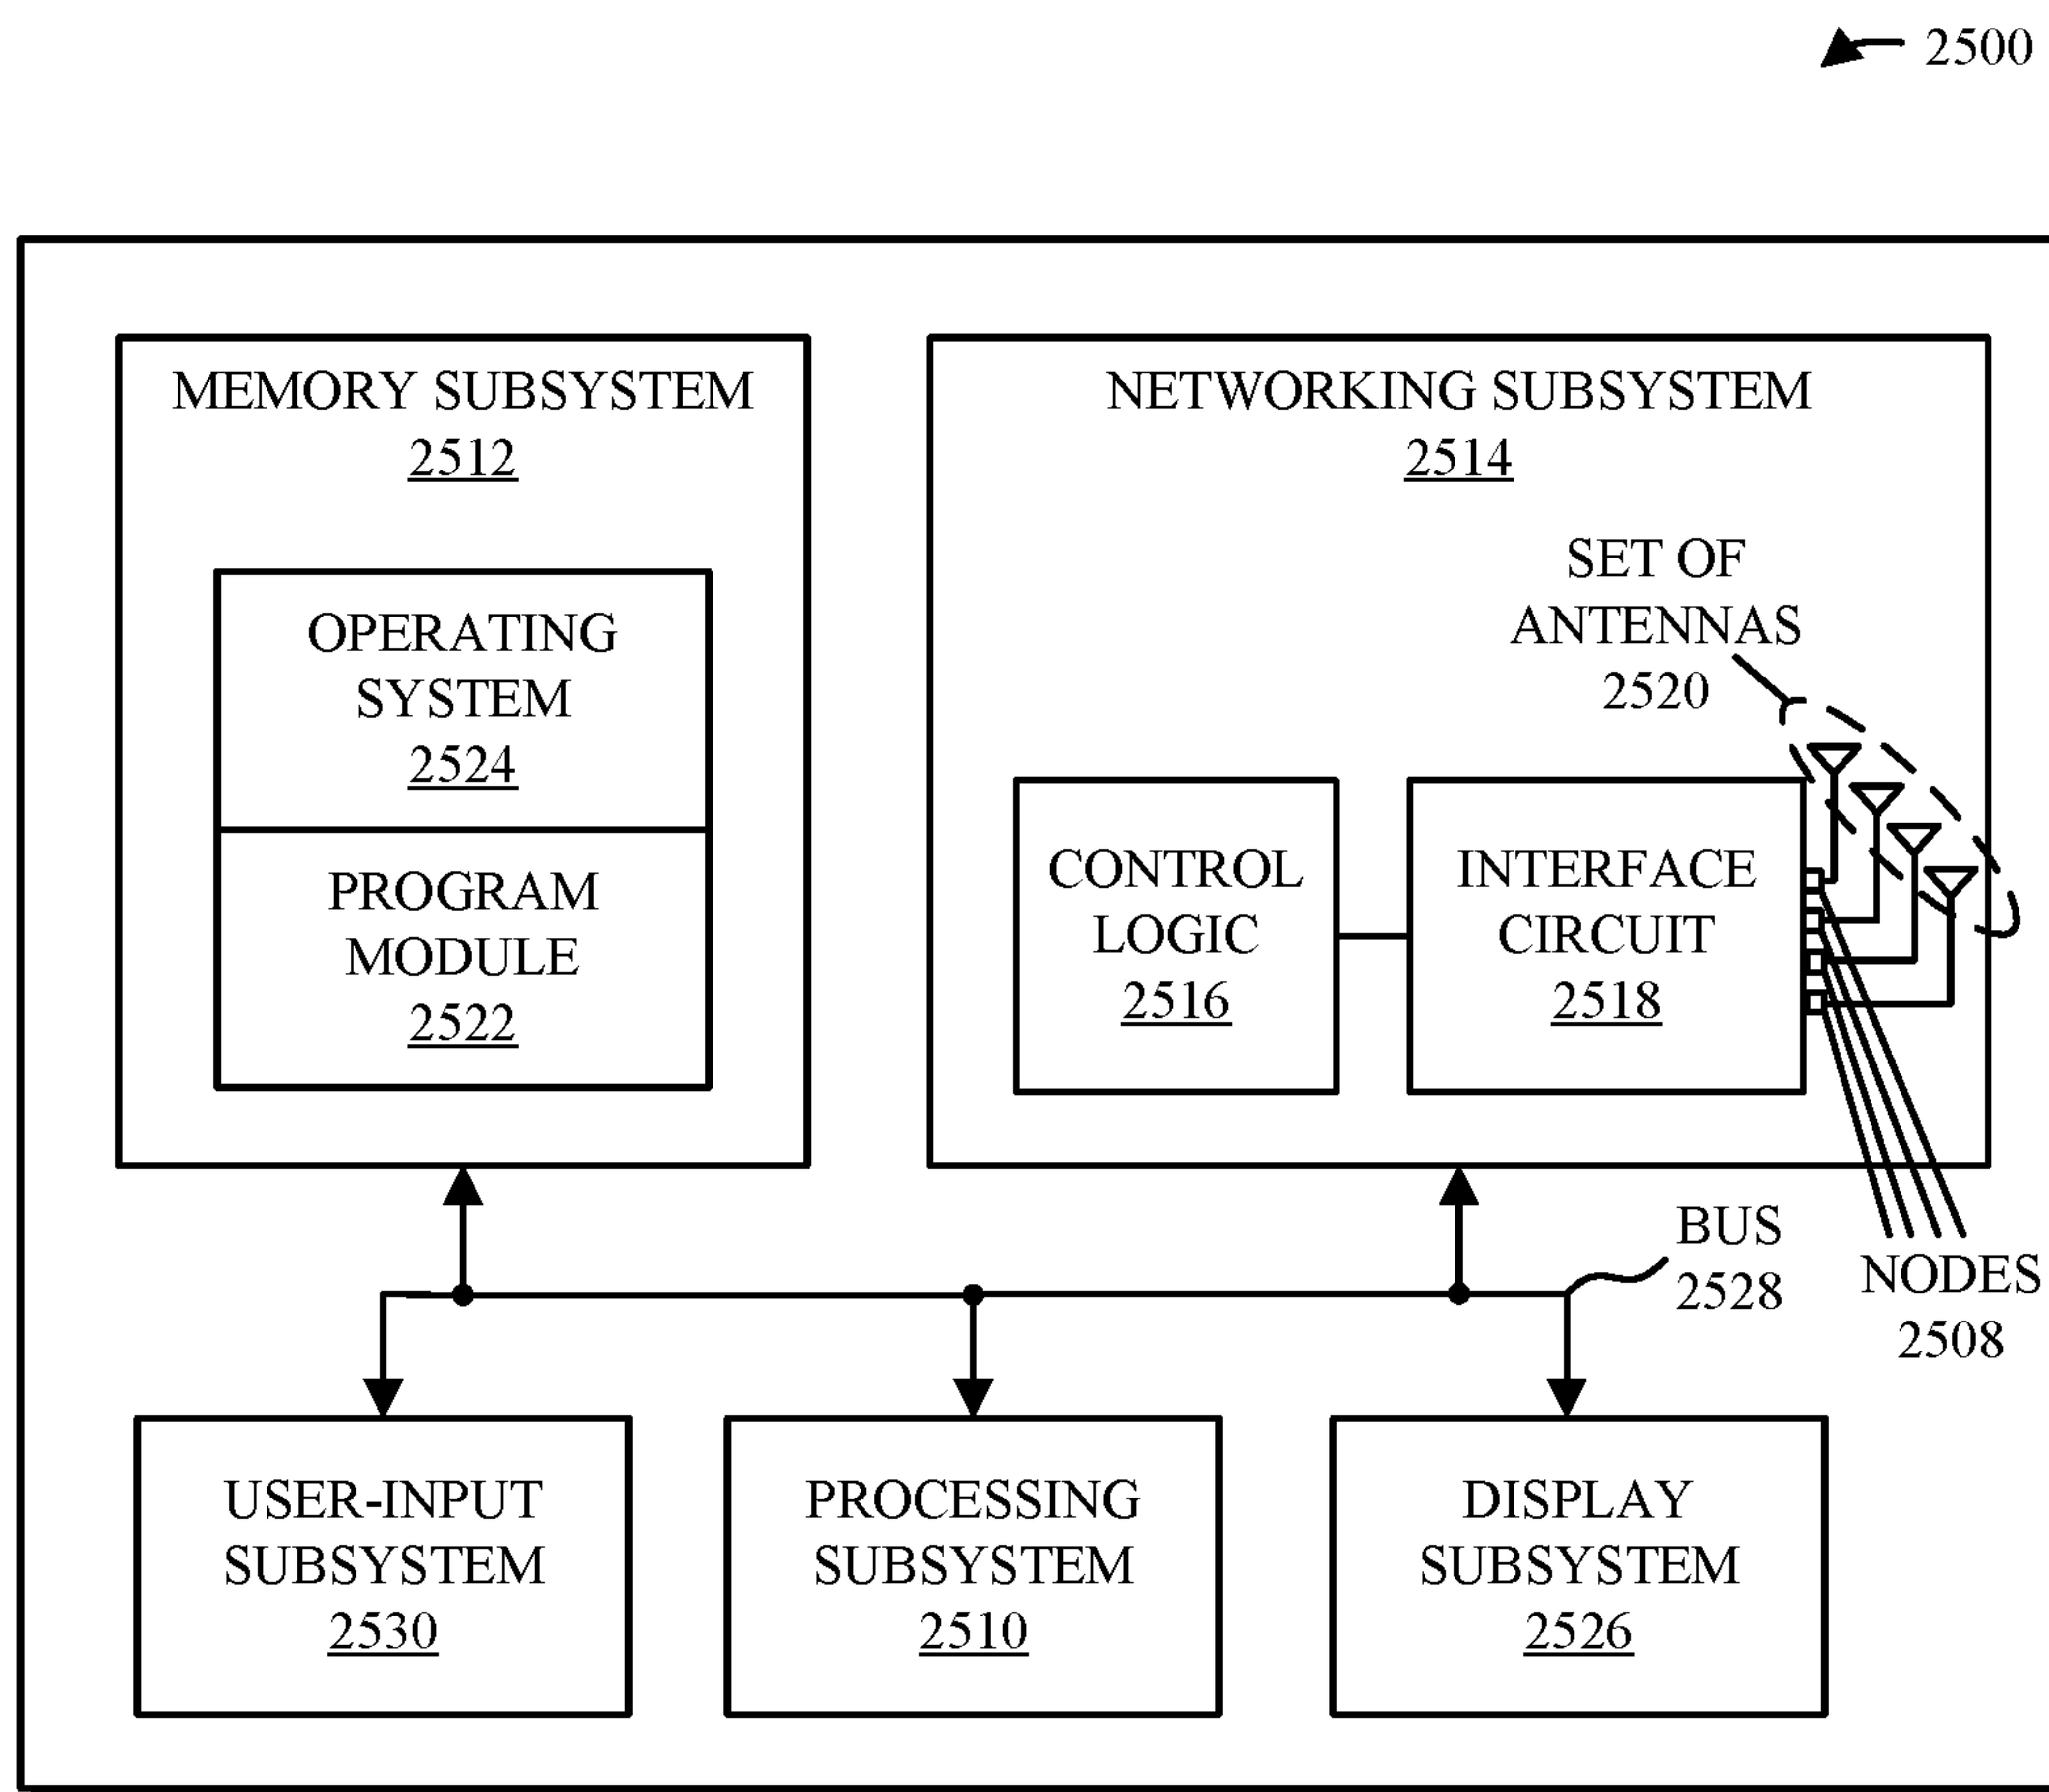 2500
MEMORY SUBSYSTEM
2512
OPERATING
SYSTEM
2524
PROGRAM
MODULE
2522
NETWORKING SUBSYSTEM
2514
SET OF
ANTENNAS
2520
CONTROL
LOGIC
2516
INTERFACE
CIRCUIT
2518
BUS
2528
NODES
2508
USER-INPUT
SUBSYSTEM
2530
PROCESSING
SUBSYSTEM
2510
DISPLAY
SUBSYSTEM
2526